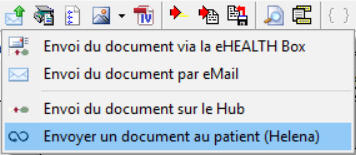 TV
{ }
Envoi du document via la eHEALTH Box
Envoi du document par eMail
Envoi du document sur le Hub
Envoyer un document au patient (Helena)